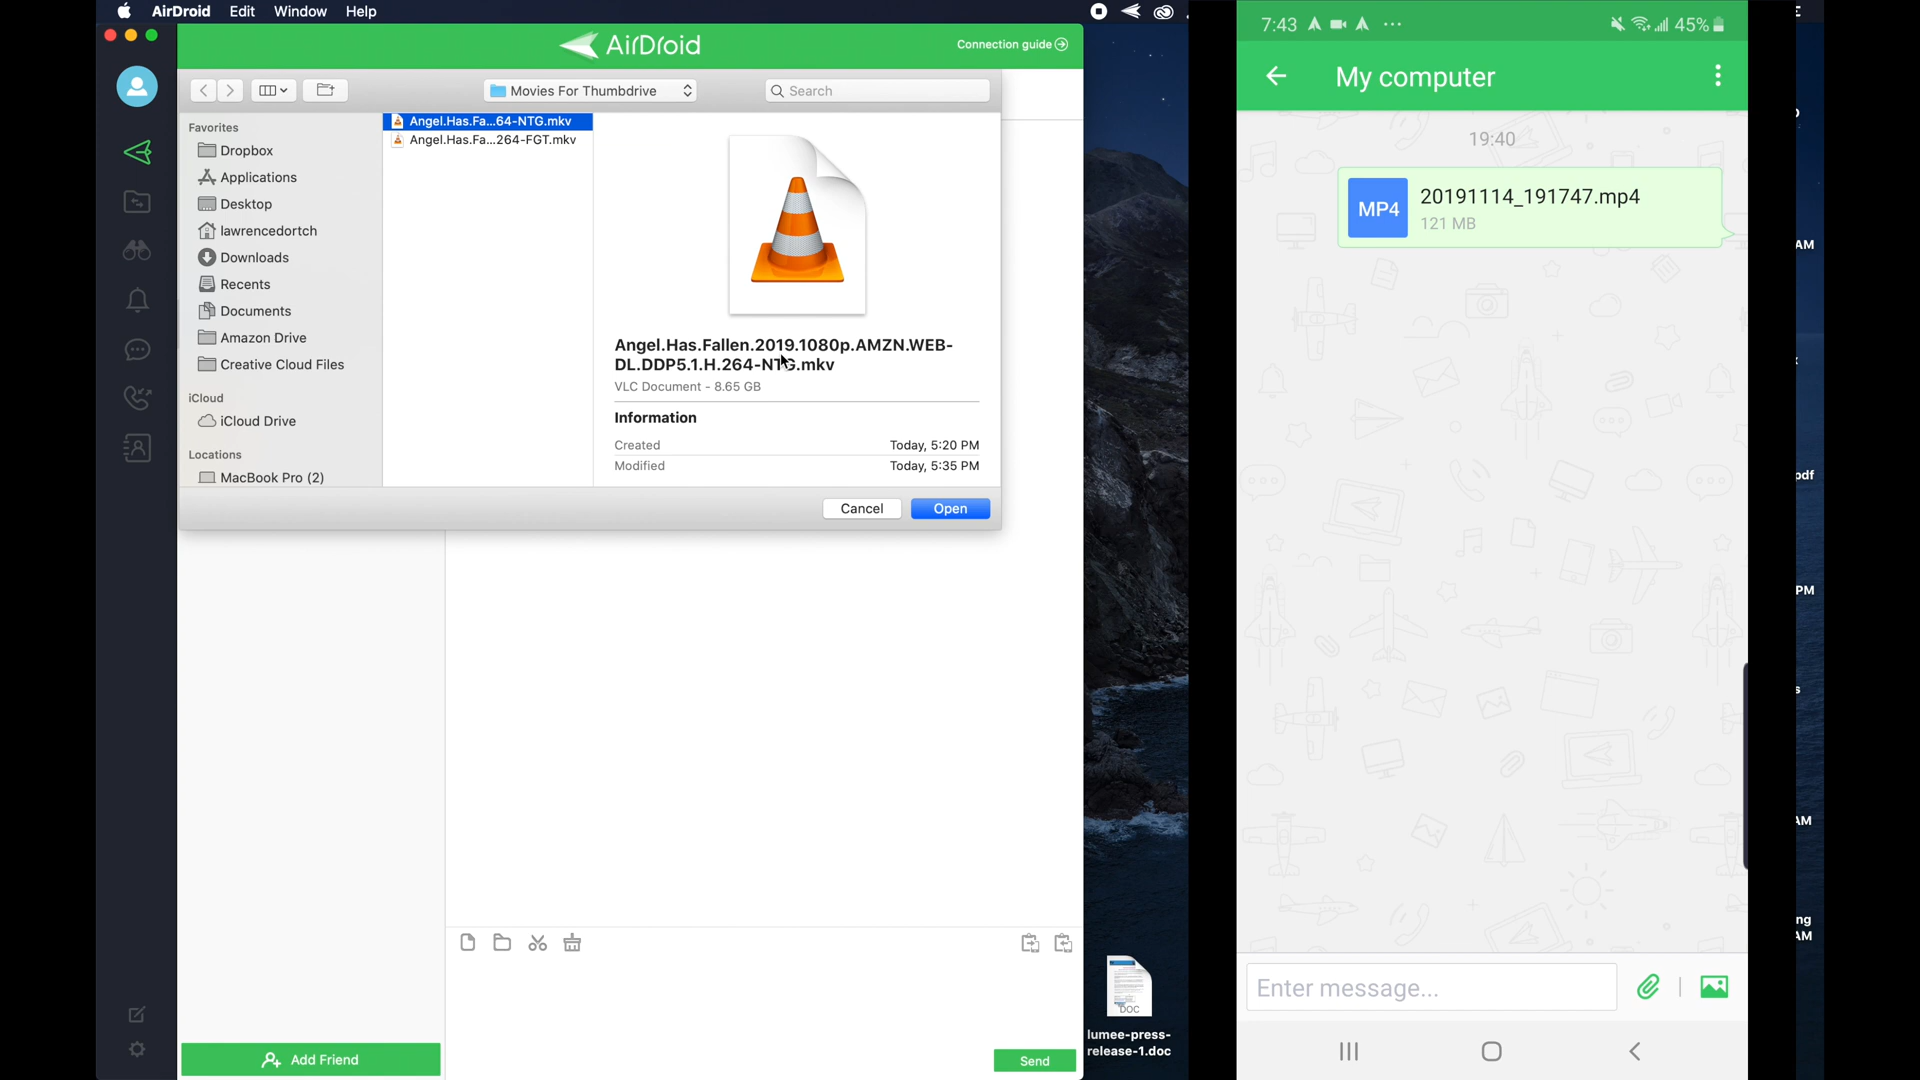 AirDroid Edit Window Help
AirDroid
Connection guide
Movies For Thumbdrive
Search
Favorites
Dropbox
Applications
Desktop
lawrencedortch
Downloads
Recents
Documents
Amazon Drive
Creative Cloud Files
iCloud
iCloud Drive
Locations
MacBook Pro (2)
Angel.Has.Fa...64-NTG.mkv
Angel.Has.Fa...264-FGT.mkv
Angel.Has.Fallen.2019.1080p.AMZN.WEB-
DL.DDP5.1.H.264-NTG.mkv
VLC Document - 8.65 GB
Information
Created Today, 5:20 PM
Modified Today, 5:35 PM
Cancel Open
Add Friend
Send
DOC
lumee-press-
release-1.doc
7:43 45%
My computer
19:40
MP4
20191114_191747.mp4
121 MB
Enter message...
AM
pdf
PM
s
AM
ng
AM